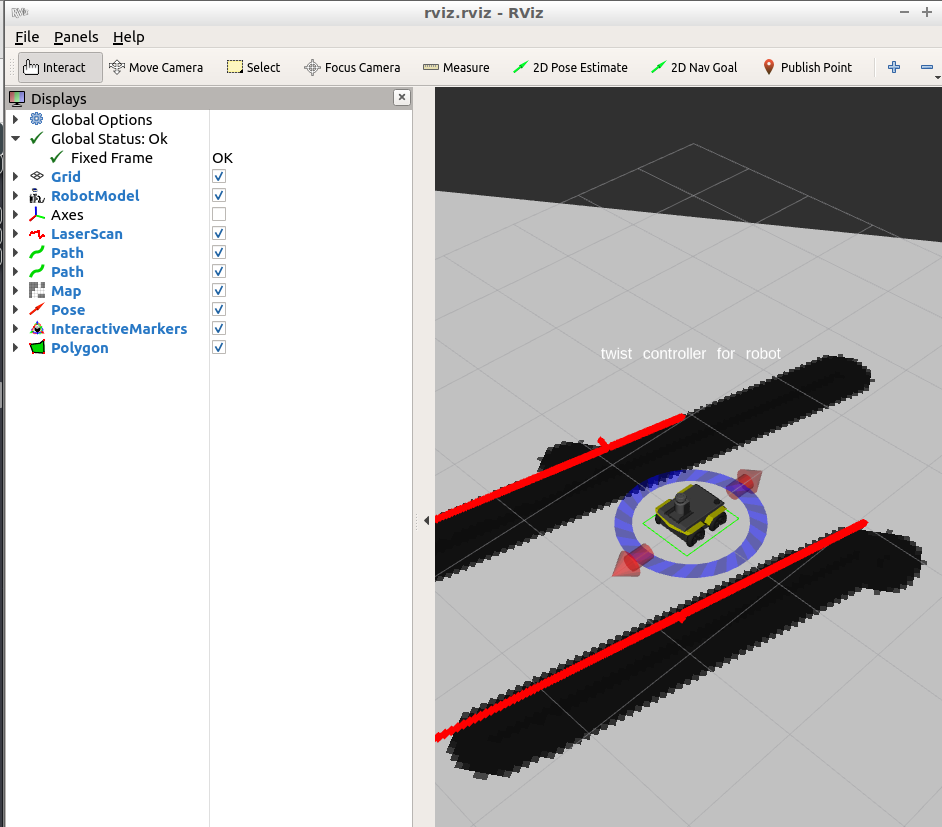 RViz rviz.rviz - RViz
File Panels Help
Interact Move Camera Select Focus Camera Measure 2D Pose Estimate 2D Nav Goal Publish Point
Displays
Global Options
Global Status: Ok
Fixed Frame OK
Grid
RobotModel
Axes
LaserScan
Path
Path
Map
Pose
InteractiveMarkers
Polygon
twist controller for robot